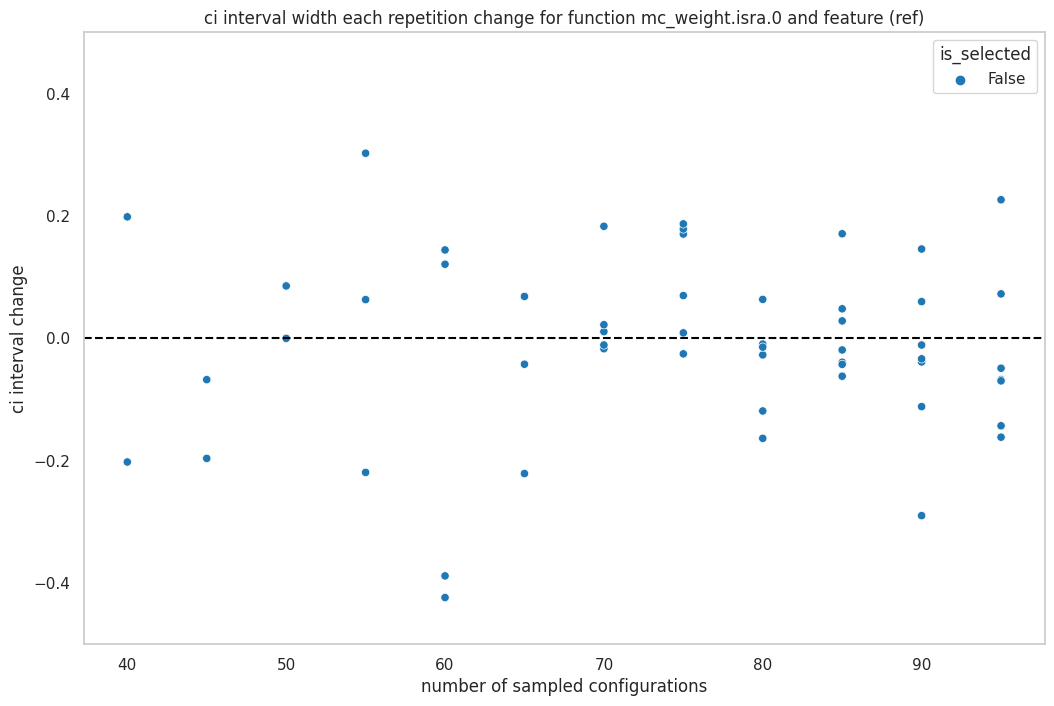 ci interval width each repetition change for function mc_weight.isra.0 and feature (ref)
is_selected
False
ci interval change
0.4
0.2
0.0
−0.2
−0.4
40 50 60 70 80 90
number of sampled configurations